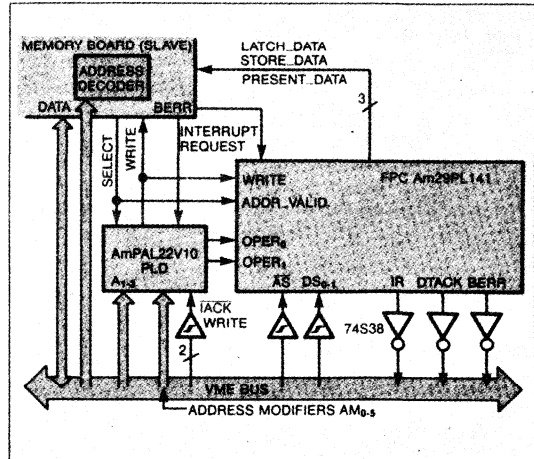 MEMORY BOARD (SLAVE)
ADDRESS
DECODER
DATA
BERR
LATCH_DATA
STORE_DATA
PRESENT_DATA
3
SELECT
WRITE
INTERRUPT
REQUEST
FPC Am29PL141
WRITE
ADDR_VALID
AmPAL22V10
PLD
A1-3
OPER0
OPER1
AS
DS0-1
IR
DTACK
BERR
IACK
WRITE
2
74S38
VME BUS
ADDRESS MODIFIERS AM0-5